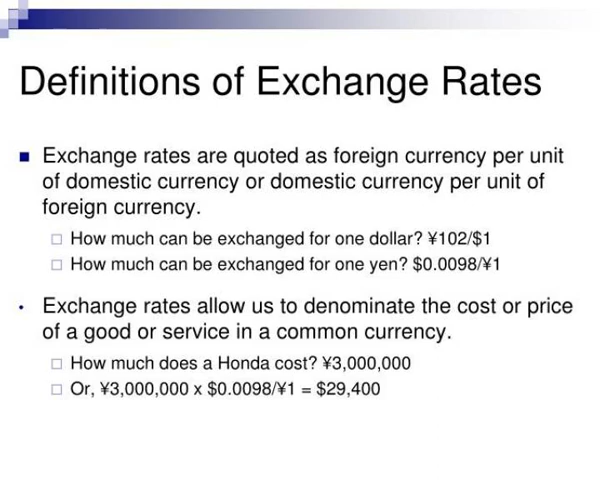 Definitions of Exchange Rates
Exchange rates are quoted as foreign currency per unit
of domestic currency or domestic currency per unit of
foreign currency.
How much can be exchanged for one dollar? ¥102/$1
How much can be exchanged for one yen? $0.0098/¥1
Exchange rates allow us to denominate the cost or price
of a good or service in a common currency.
How much does a Honda cost? ¥3,000,000
Or, ¥3,000,000 x $0.0098/¥1 = $29,400